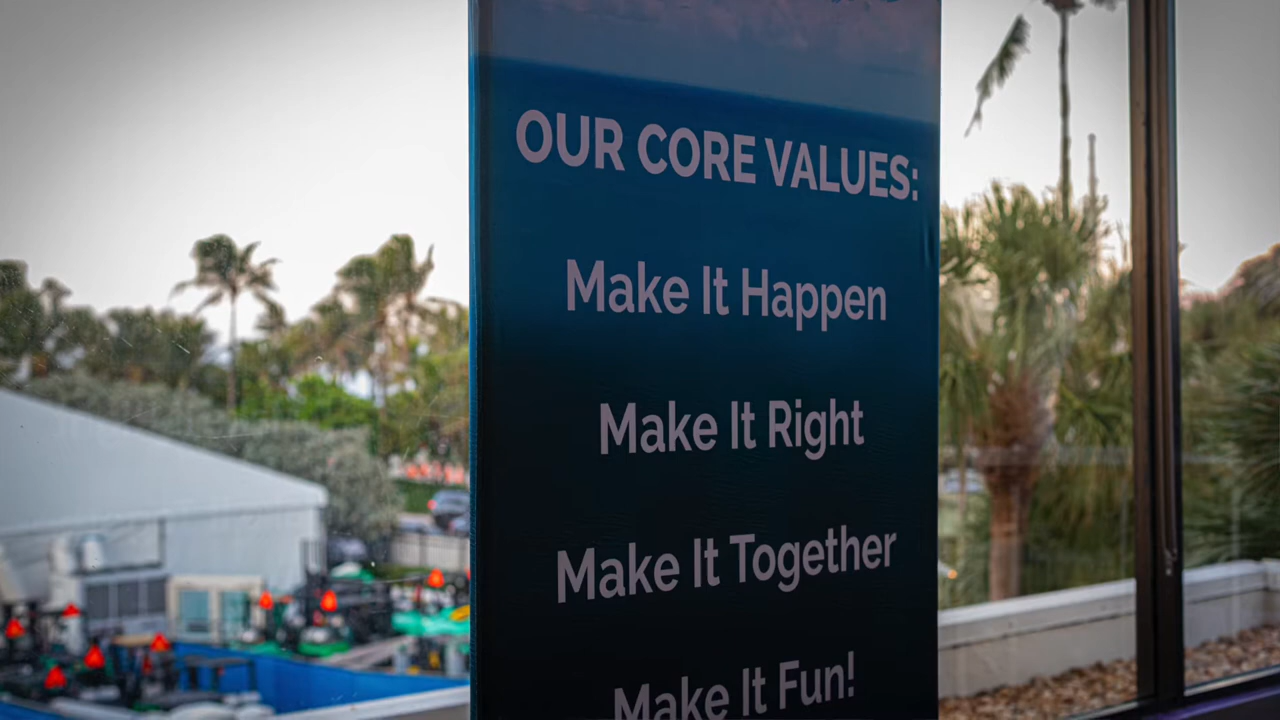 OUR CORE VALUES:
Make It Happen
Make It Right
Make It Together
Make It Fun!